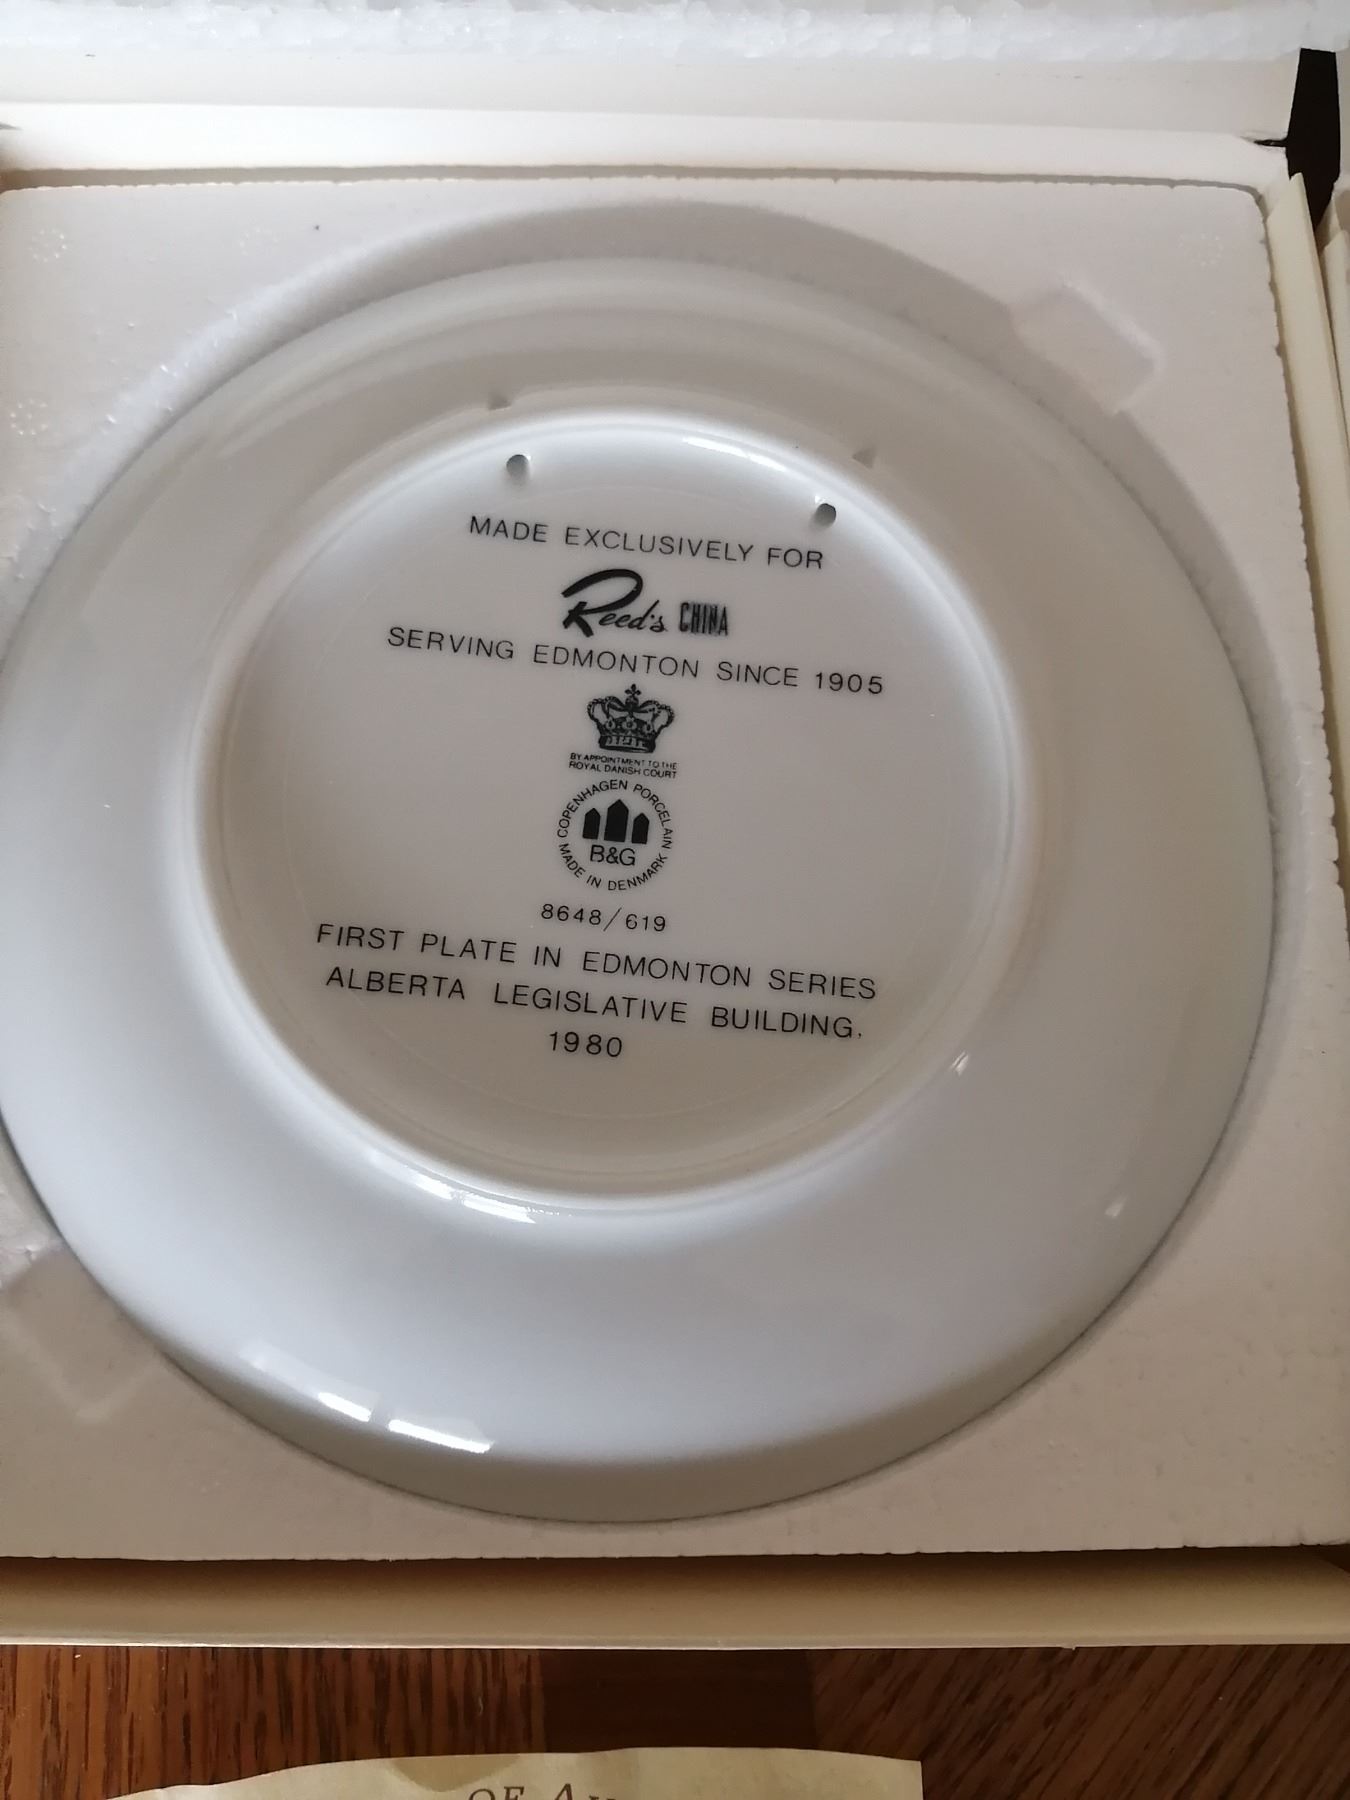 MADE EXCLUSIVELY FOR
Reed's CHINA
SERVING EDMONTON SINCE 1905
BY APPOINTMENT TO THE
ROYAL DANISH COURT
COPENHAGEN PORCELAIN
B&G
MADE IN DENMARK
8648/619
FIRST PLATE IN EDMONTON SERIES
ALBERTA LEGISLATIVE BUILDING,
1980
OF